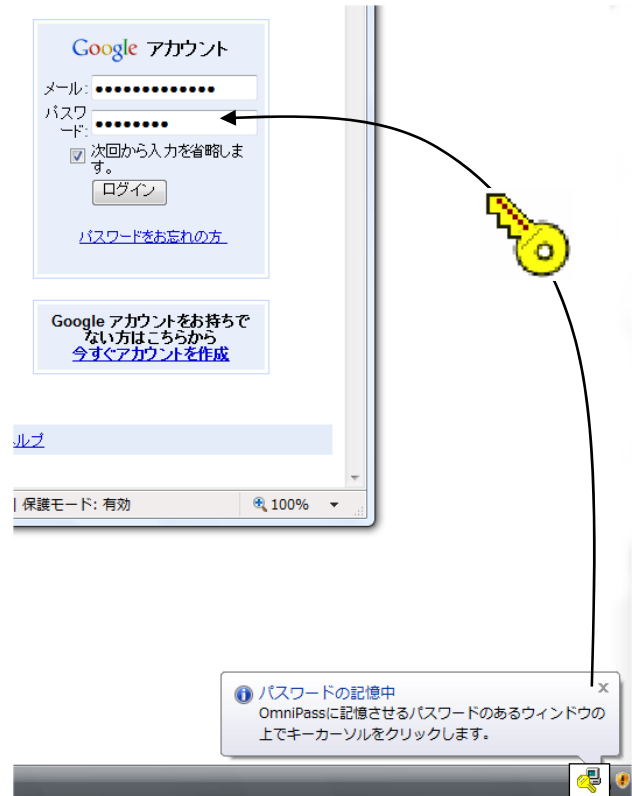 Google アカウント
メール:
パスワ
ード:
次回から入力を省略しま
す。
ログイン
パスワードをお忘れの方
Google アカウントをお持ちで
ない方はこちらから
今すぐアカウントを作成
ヘルプ
保護モード: 有効 100%
パスワードの記憶中
OmniPassに記憶させるパスワードのあるウィンドウの
上でキーカーソルをクリックします。